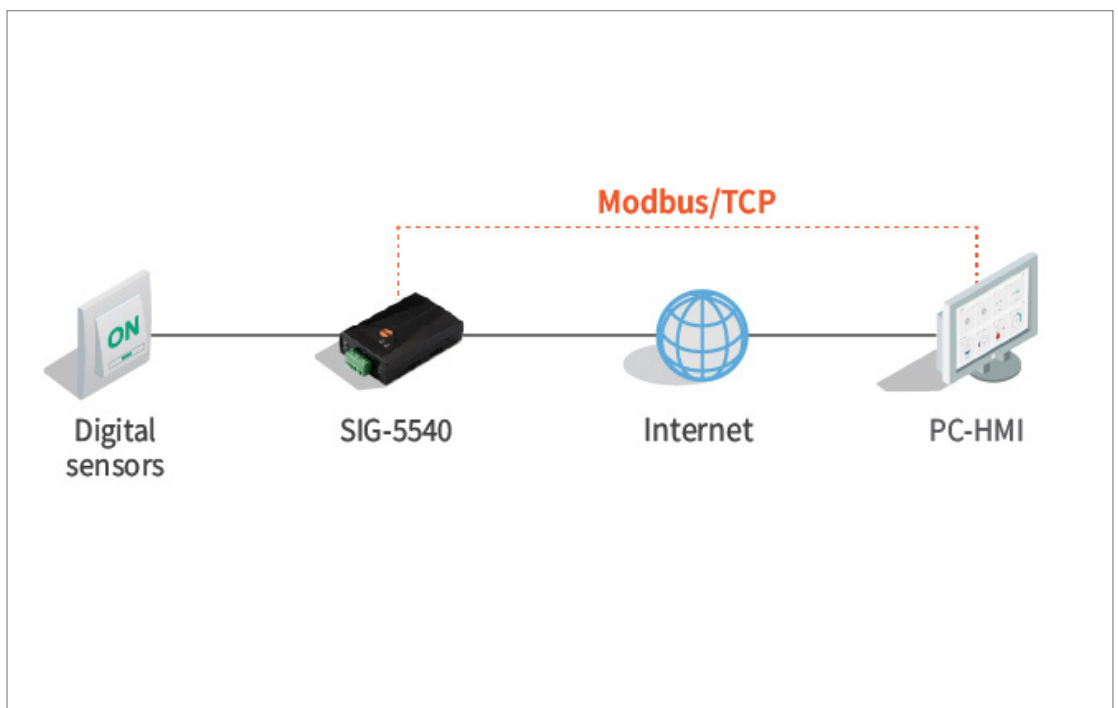 Modbus/TCP
ON
Digital
sensors
SIG-5540
Internet
PC-HMI